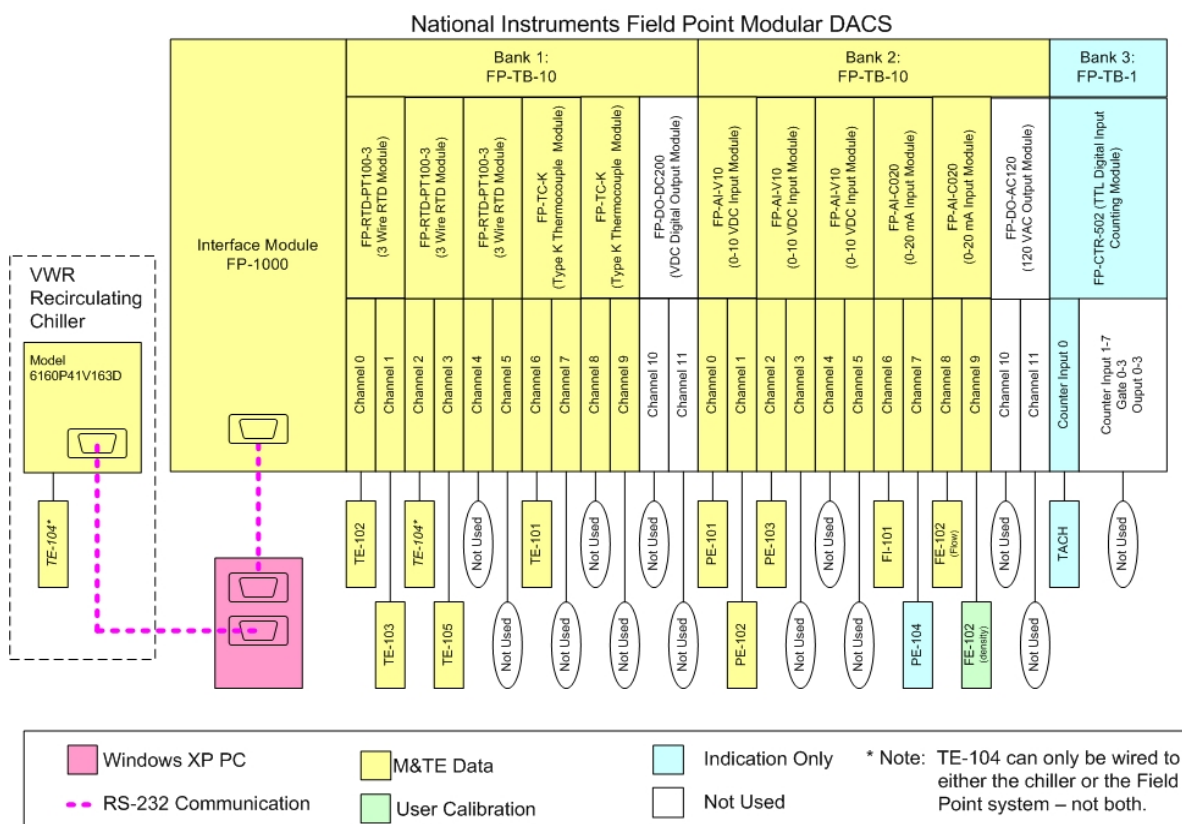 National Instruments Field Point Modular DACS
Bank 1:
FP-TB-10
Bank 2:
FP-TB-10
Bank 3:
FP-TB-1
Interface Module
FP-1000
FP-RTD-PT100-3
(3 Wire RTD Module)
FP-RTD-PT100-3
(3 Wire RTD Module)
FP-RTD-PT100-3
(3 Wire RTD Module)
FP-TC-K
(Type K Thermocouple Module)
FP-TC-K
(Type K Thermocouple Module)
FP-DO-DC200
(VDC Digital Output Module)
FP-AI-V10
(0-10 VDC Input Module)
FP-AI-V10
(0-10 VDC Input Module)
FP-AI-V10
(0-10 VDC Input Module)
FP-AI-C020
(0-20 mA Input Module)
FP-AI-C020
(0-20 mA Input Module)
FP-DO-AC120
(120 VAC Output Module)
FP-CTR-502 (TTL Digital Input
Counting Module)
VWR
Recirculating
Chiller
Model
6160P41V163D
Channel 0
Channel 1
Channel 2
Channel 3
Channel 4
Channel 5
Channel 6
Channel 7
Channel 8
Channel 9
Channel 10
Channel 11
Channel 0
Channel 1
Channel 2
Channel 3
Channel 4
Channel 5
Channel 6
Channel 7
Channel 8
Channel 9
Channel 10
Channel 11
Counter Input 0
Counter Input 1-7
Gate 0-3
Ouput 0-3
TE-104*
TE-102
TE-104*
Not Used
TE-101
Not Used
Not Used
PE-101
PE-103
Not Used
FI-101
FE-102
(Flow)
Not Used
TACH
Not Used
TE-103
TE-105
Not Used
Not Used
Not Used
Not Used
PE-102
Not Used
Not Used
PE-104
FE-102
(density)
Not Used
Windows XP PC
M&TE Data
Indication Only
* Note: TE-104 can only be wired to
either the chiller or the Field
Point system – not both.
RS-232 Communication
User Calibration
Not Used